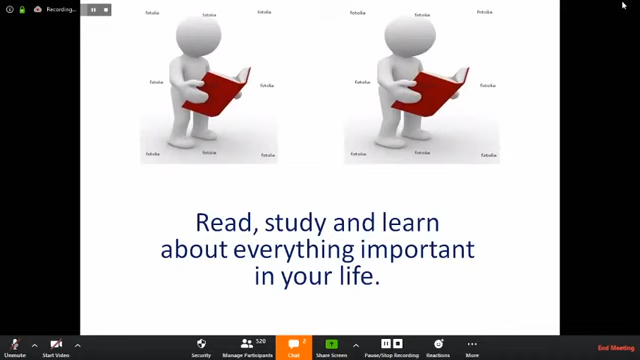 Recording...
fotolia fotolia fotolia fotolia fotolia
fotolia fotolia fotolia fotolia
fotolia fotolia fotolia fotolia fotolia fotolia
Read, study and learn
about everything important
in your life.
520
2
Unmute Start Video Security Manage Participants Chat Share Screen Pause/Stop Recording Reactions More
End Meeting